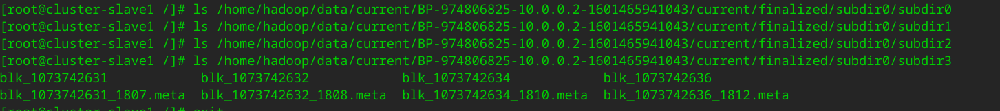 [root@cluster-slave1 /]# ls /home/hadoop/data/current/BP-974806825-10.0.0.2-1601465941043/current/finalized/subdir0/subdir0
[root@cluster-slave1 /]# ls /home/hadoop/data/current/BP-974806825-10.0.0.2-1601465941043/current/finalized/subdir0/subdir1
[root@cluster-slave1 /]# ls /home/hadoop/data/current/BP-974806825-10.0.0.2-1601465941043/current/finalized/subdir0/subdir2
[root@cluster-slave1 /]# ls /home/hadoop/data/current/BP-974806825-10.0.0.2-1601465941043/current/finalized/subdir0/subdir3
blk_1073742631 blk_1073742632 blk_1073742634 blk_1073742636
blk_1073742631_1807.meta blk_1073742632_1808.meta blk_1073742634_1810.meta blk_1073742636_1812.meta
[root@cluster-slave1 /]# exit